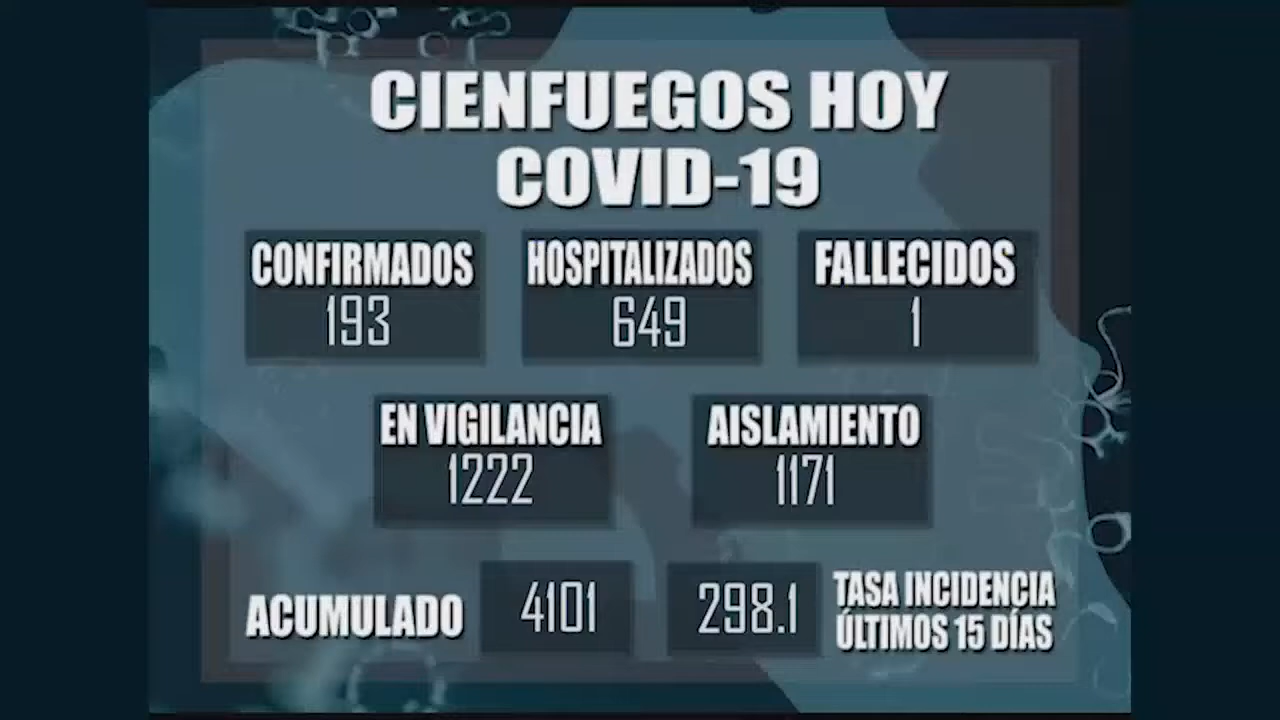 CIENFUEGOS HOY
COVID-19
CONFIRMADOS
193
HOSPITALIZADOS
649
FALLECIDOS
1
EN VIGILANCIA
1222
AISLAMIENTO
1171
ACUMULADO
4101
298.1
TASA INCIDENCIA
ÚLTIMOS 15 DÍAS